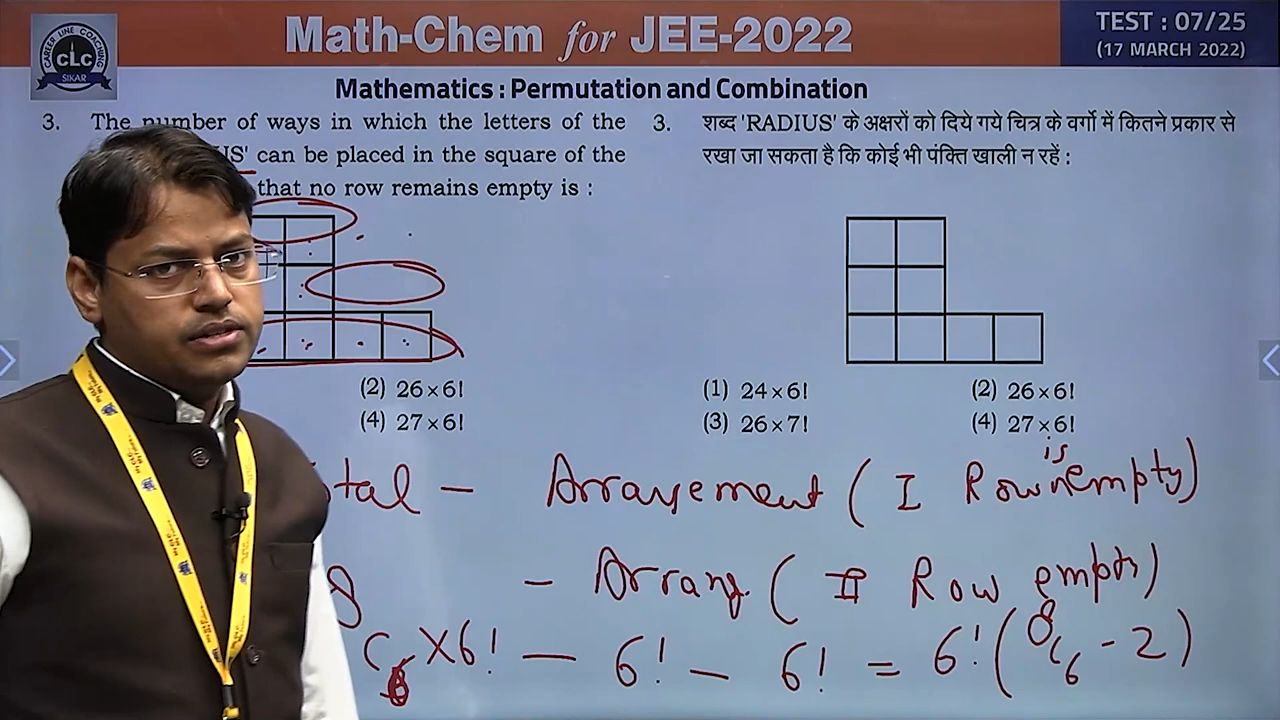 Math-Chem for JEE-2022
TEST : 07/25
(17 MARCH 2022)
CAREER LINE COACHING
CLC
SIKAR
Mathematics : Permutation and Combination
3. The number of ways in which the letters of the
US' can be placed in the square of the
that no row remains empty is :
(2) 26×6!
(4) 27×6!
3. शब्द 'RADIUS' के अक्षरों को दिये गये चित्र के वर्गो में कितने प्रकार से
रखा जा सकता है कि कोई भी पंक्ति खाली न रहें :
(1) 24×6! (2) 26×6!
(3) 26×7! (4) 27×6!
otal - Arrangement ( I Row is empty)
- Arrang. ( II Row empty)
C6 × 6! - 6! - 6! = 6! ( 8C6 - 2 )